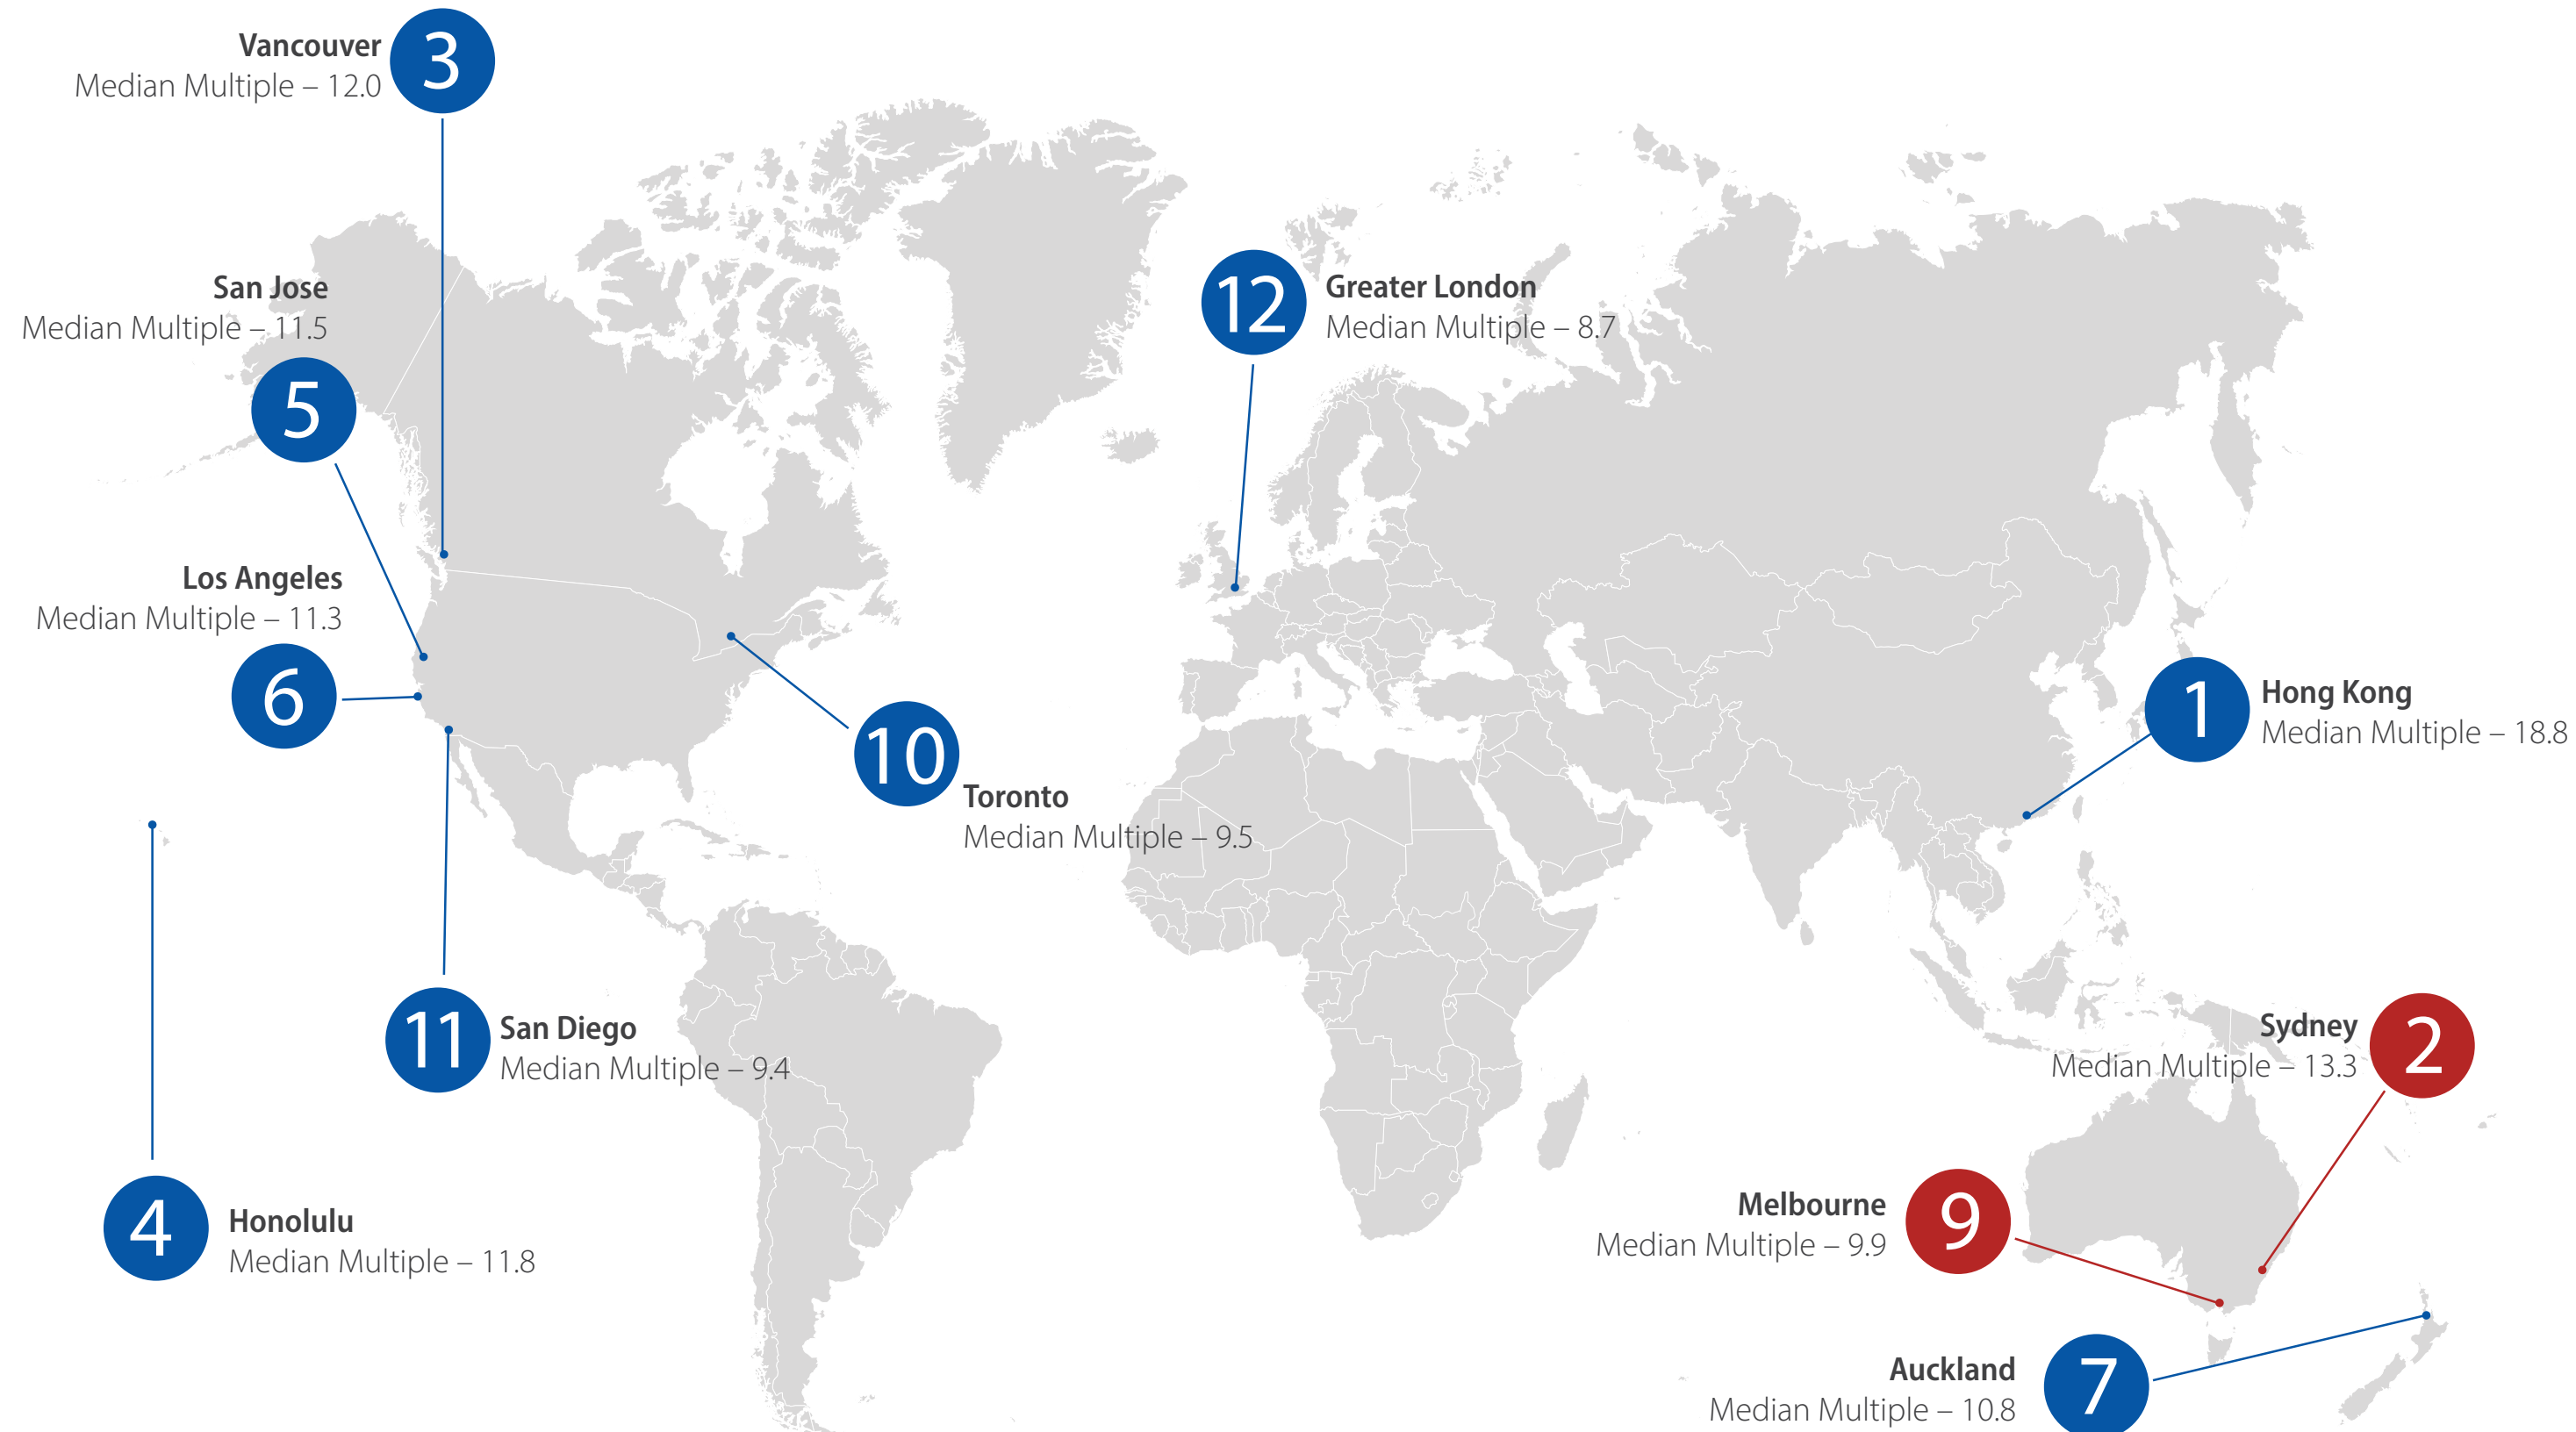 Vancouver
Median Multiple – 12.0
3
San Jose
Median Multiple – 11.5
5
12
Greater London
Median Multiple – 8.7
Los Angeles
Median Multiple – 11.3
6
10
Toronto
Median Multiple – 9.5
1
Hong Kong
Median Multiple – 18.8
11
San Diego
Median Multiple – 9.4
Sydney
Median Multiple – 13.3
2
4
Honolulu
Median Multiple – 11.8
Melbourne
Median Multiple – 9.9
9
Auckland
Median Multiple – 10.8
7